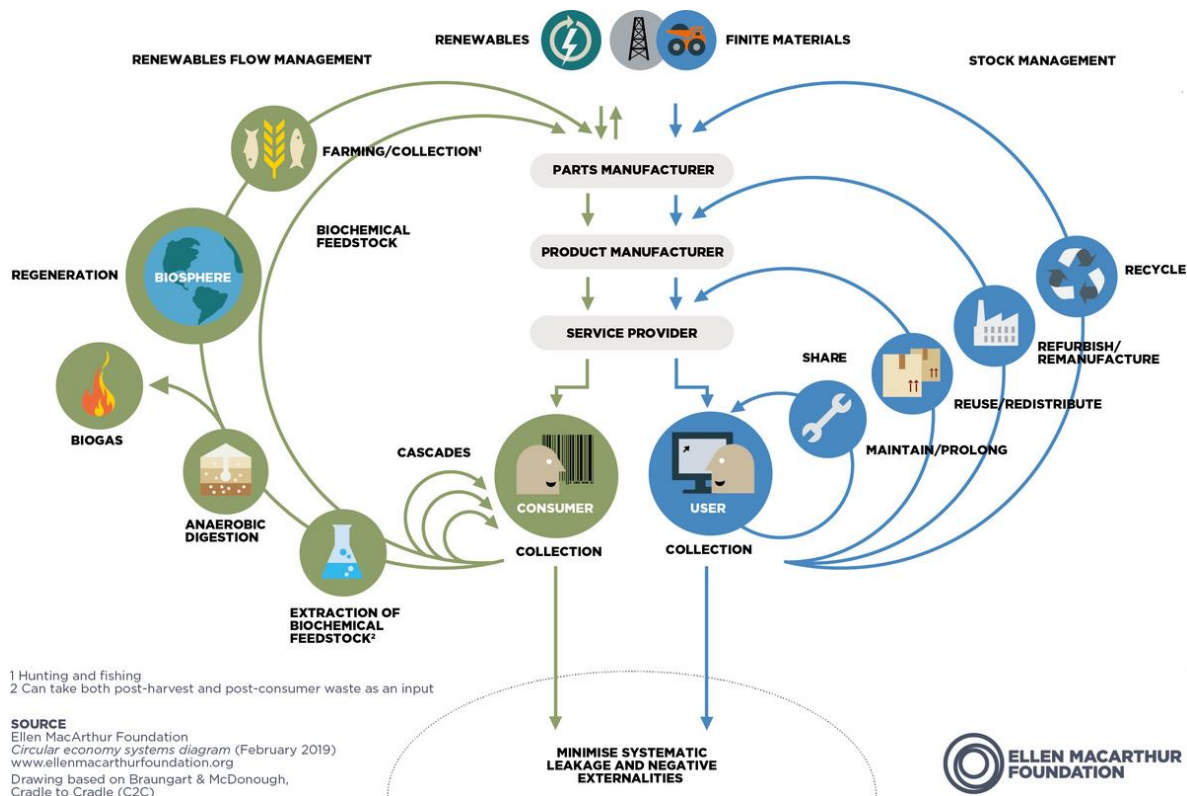 RENEWABLES
FINITE MATERIALS
RENEWABLES FLOW MANAGEMENT
STOCK MANAGEMENT
FARMING/COLLECTION¹
PARTS MANUFACTURER
BIOCHEMICAL
FEEDSTOCK
PRODUCT MANUFACTURER
REGENERATION
BIOSPHERE
RECYCLE
SERVICE PROVIDER
SHARE
REFURBISH/
REMANUFACTURE
REUSE/REDISTRIBUTE
BIOGAS
CASCADES
MAINTAIN/PROLONG
CONSUMER
USER
ANAEROBIC
DIGESTION
COLLECTION
COLLECTION
EXTRACTION OF
BIOCHEMICAL
FEEDSTOCK²
1 Hunting and fishing
2 Can take both post-harvest and post-consumer waste as an input
SOURCE
Ellen MacArthur Foundation
Circular economy systems diagram (February 2019)
www.ellenmacarthurfoundation.org
Drawing based on Braungart & McDonough,
Cradle to Cradle (C2C)
MINIMISE SYSTEMATIC
LEAKAGE AND NEGATIVE
EXTERNALITIES
ELLEN MACARTHUR
FOUNDATION